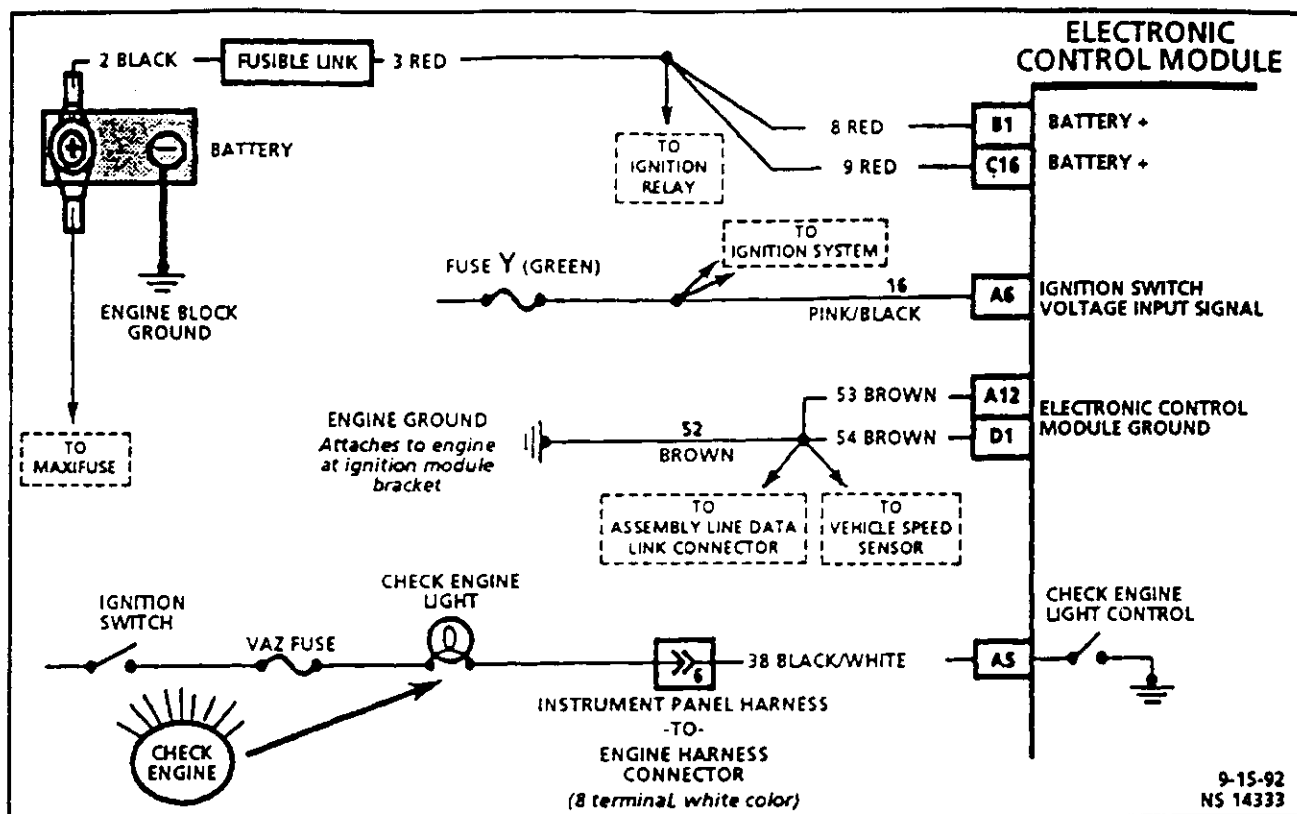 ELECTRONIC
CONTROL MODULE
2 BLACK
FUSIBLE LINK
3 RED
+
−
BATTERY
8 RED
B1
BATTERY +
9 RED
C16
BATTERY +
TO
IGNITION
RELAY
TO
IGNITION SYSTEM
FUSE Y (GREEN)
16
PINK/BLACK
A6
IGNITION SWITCH
VOLTAGE INPUT SIGNAL
ENGINE BLOCK
GROUND
TO
MAXIFUSE
ENGINE GROUND
Attaches to engine
at ignition module
bracket
52
BROWN
53 BROWN
A12
54 BROWN
D1
ELECTRONIC CONTROL
MODULE GROUND
TO
ASSEMBLY LINE DATA
LINK CONNECTOR
TO
VEHICLE SPEED
SENSOR
IGNITION
SWITCH
VAZ FUSE
CHECK ENGINE
LIGHT
6
38 BLACK/WHITE
A5
CHECK ENGINE
LIGHT CONTROL
INSTRUMENT PANEL HARNESS
-TO-
ENGINE HARNESS
CONNECTOR
(8 terminal, white color)
CHECK
ENGINE
9-15-92
NS 14333